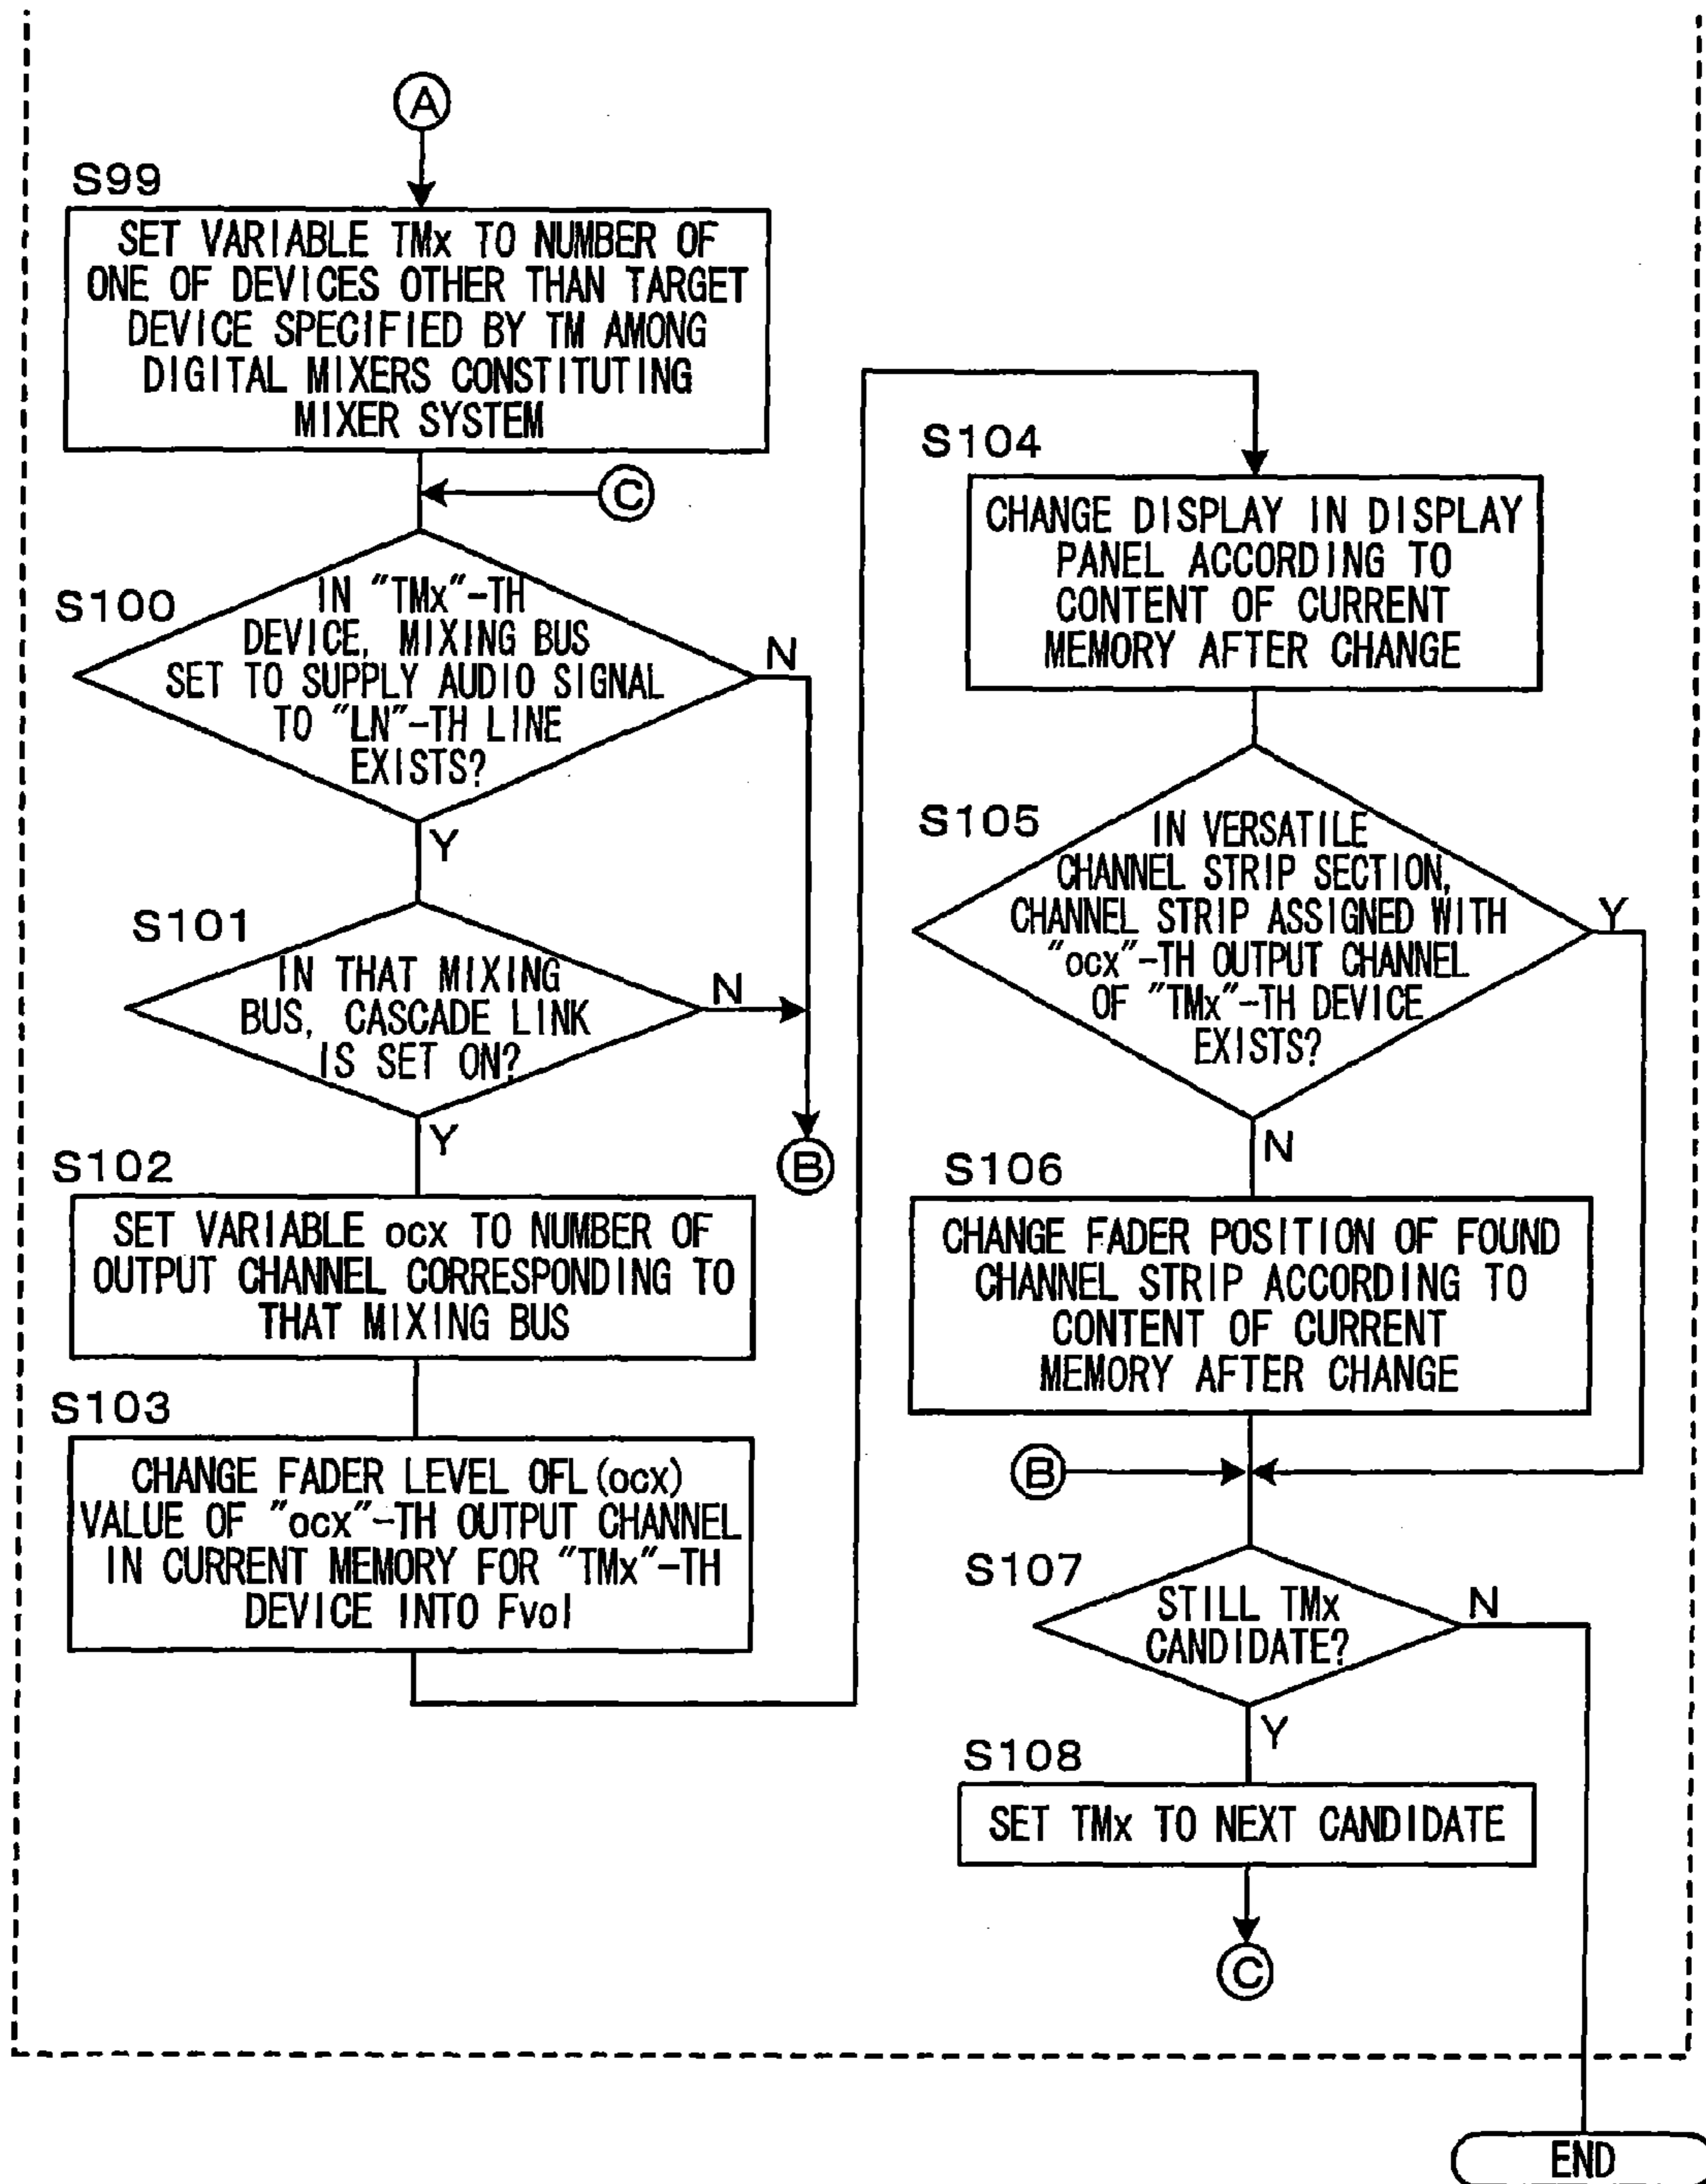 A
S99
SET VARIABLE TMx TO NUMBER OF
ONE OF DEVICES OTHER THAN TARGET
DEVICE SPECIFIED BY TM AMONG
DIGITAL MIXERS CONSTITUTING
MIXER SYSTEM
C
S100
IN "TMx"-TH
DEVICE, MIXING BUS
SET TO SUPPLY AUDIO SIGNAL
TO "LN"-TH LINE
EXISTS?
N
Y
S101
IN THAT MIXING
BUS, CASCADE LINK
IS SET ON?
N
Y
B
S102
SET VARIABLE ocx TO NUMBER OF
OUTPUT CHANNEL CORRESPONDING TO
THAT MIXING BUS
S103
CHANGE FADER LEVEL OFL(ocx)
VALUE OF "ocx"-TH OUTPUT CHANNEL
IN CURRENT MEMORY FOR "TMx"-TH
DEVICE INTO Fvol
S104
CHANGE DISPLAY IN DISPLAY
PANEL ACCORDING TO
CONTENT OF CURRENT
MEMORY AFTER CHANGE
S105
IN VERSATILE
CHANNEL STRIP SECTION,
CHANNEL STRIP ASSIGNED WITH
"ocx"-TH OUTPUT CHANNEL
OF "TMx"-TH DEVICE
EXISTS?
Y
N
S106
CHANGE FADER POSITION OF FOUND
CHANNEL STRIP ACCORDING TO
CONTENT OF CURRENT
MEMORY AFTER CHANGE
B
S107
STILL TMx
CANDIDATE?
N
Y
S108
SET TMx TO NEXT CANDIDATE
C
END